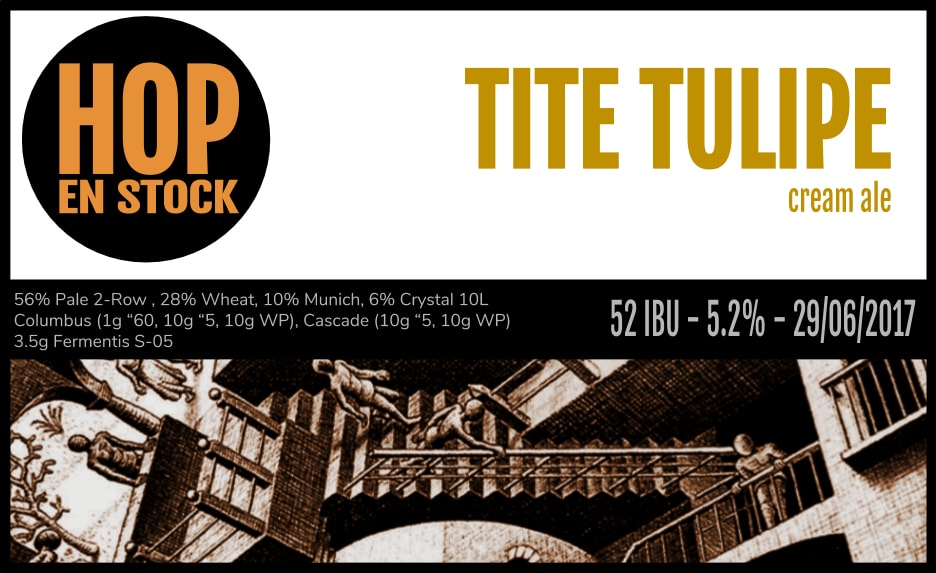 HOP
EN STOCK
TITE TULIPE
cream ale
56% Pale 2-Row , 28% Wheat, 10% Munich, 6% Crystal 10L
Columbus (1g “60, 10g “5, 10g WP), Cascade (10g “5, 10g WP)
3.5g Fermentis S-05
52 IBU – 5.2% – 29/06/2017